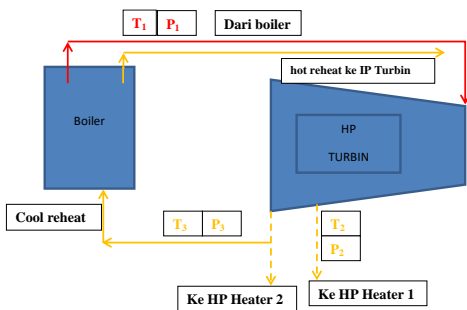 T1 P1 Dari boiler
hot reheat ke IP Turbin
Boiler
HP
TURBIN
Cool reheat
T3 P3
T2
P2
Ke HP Heater 2
Ke HP Heater 1